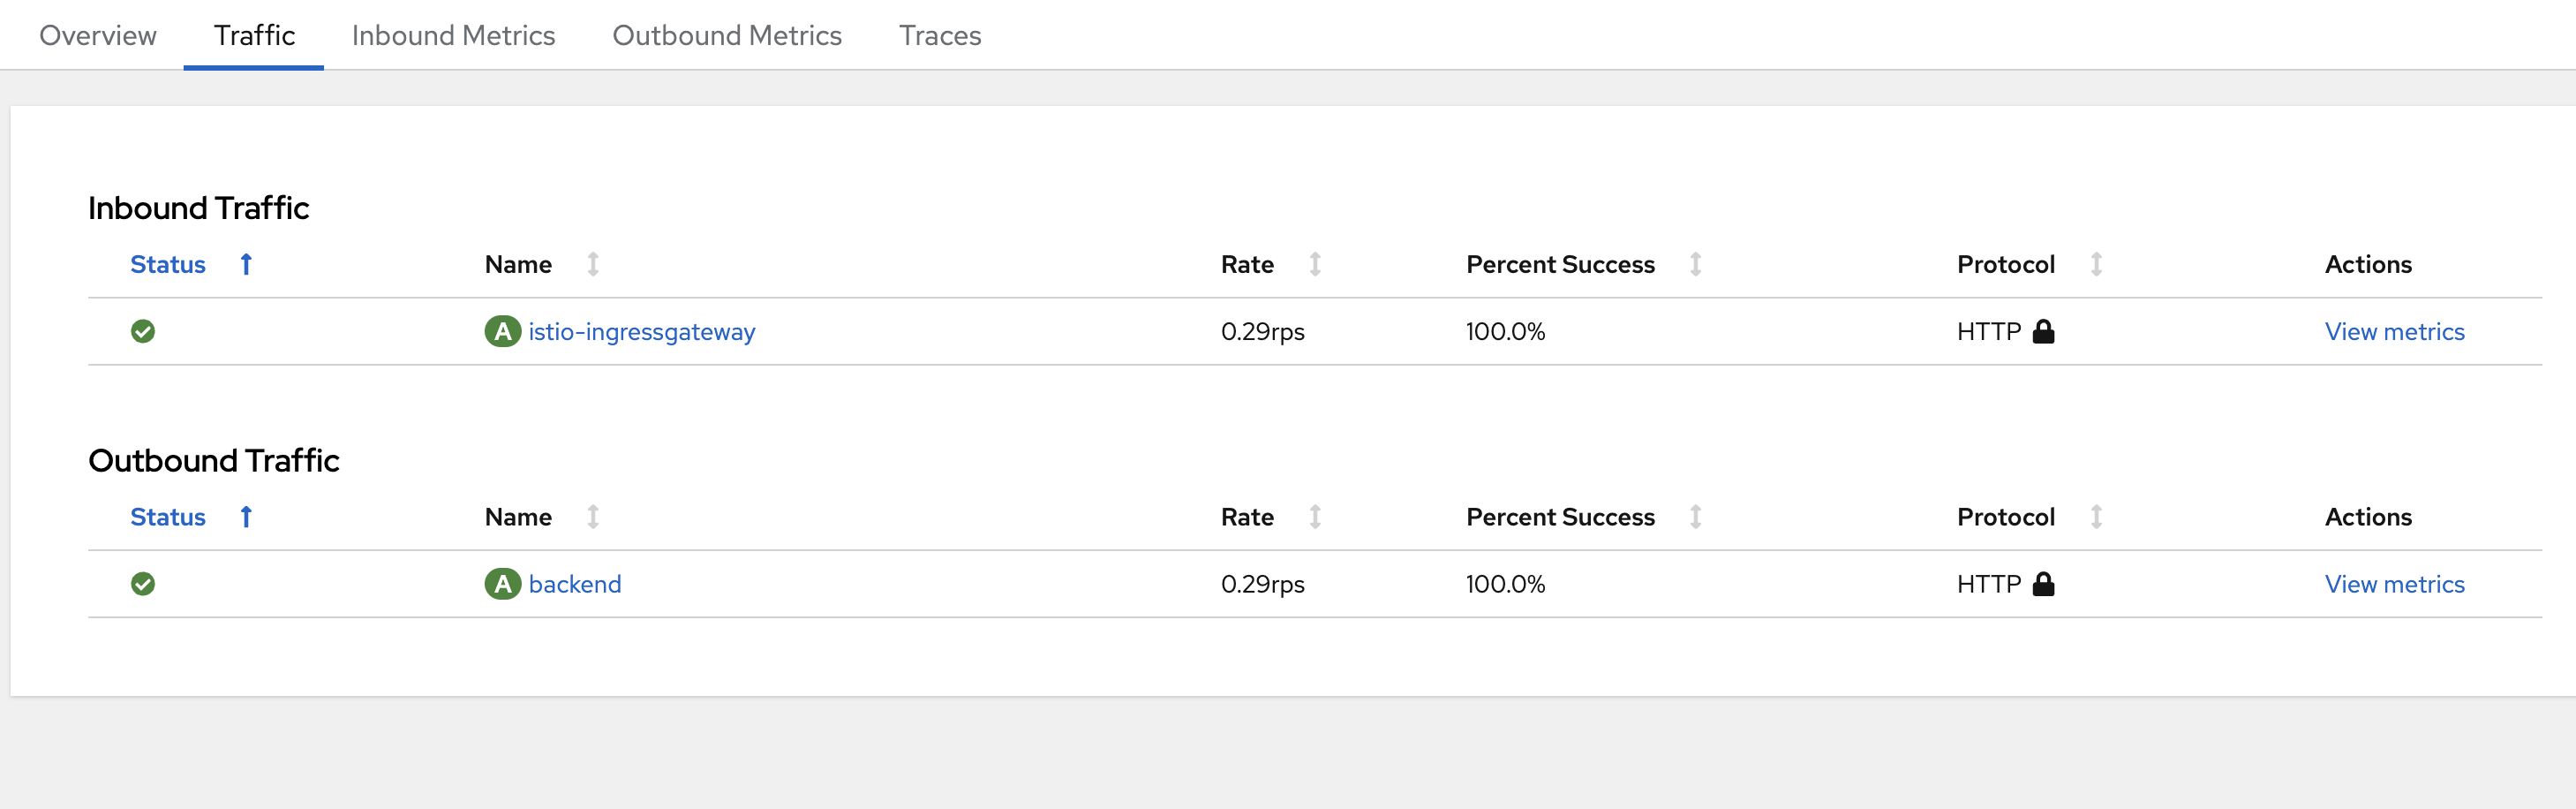 Overview Traffic Inbound Metrics Outbound Metrics Traces
Inbound Traffic
Status Name Rate Percent Success Protocol Actions
A istio-ingressgateway 0.29rps 100.0% HTTP View metrics
Outbound Traffic
Status Name Rate Percent Success Protocol Actions
A backend 0.29rps 100.0% HTTP View metrics